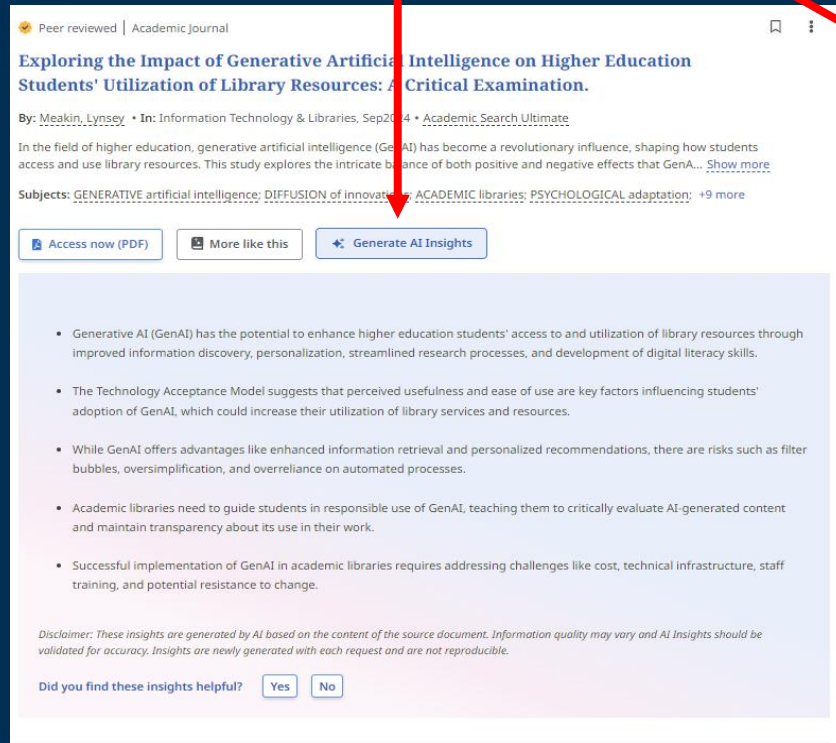 Peer reviewed | Academic Journal
Exploring the Impact of Generative Artificial Intelligence on Higher Education
Students' Utilization of Library Resources: A Critical Examination.
By: Meakin, Lynsey • In: Information Technology & Libraries, Sep2024 • Academic Search Ultimate
In the field of higher education, generative artificial intelligence (GenAI) has become a revolutionary influence, shaping how students
access and use library resources. This study explores the intricate balance of both positive and negative effects that GenA... Show more
Subjects: GENERATIVE artificial intelligence; DIFFUSION of innovations; ACADEMIC libraries; PSYCHOLOGICAL adaptation; +9 more
Access now (PDF) More like this Generate AI Insights
• Generative AI (GenAI) has the potential to enhance higher education students' access to and utilization of library resources through
improved information discovery, personalization, streamlined research processes, and development of digital literacy skills.
• The Technology Acceptance Model suggests that perceived usefulness and ease of use are key factors influencing students'
adoption of GenAI, which could increase their utilization of library services and resources.
• While GenAI offers advantages like enhanced information retrieval and personalized recommendations, there are risks such as filter
bubbles, oversimplification, and overreliance on automated processes.
• Academic libraries need to guide students in responsible use of GenAI, teaching them to critically evaluate AI-generated content
and maintain transparency about its use in their work.
• Successful implementation of GenAI in academic libraries requires addressing challenges like cost, technical infrastructure, staff
training, and potential resistance to change.
Disclaimer: These insights are generated by AI based on the content of the source document. Information quality may vary and AI Insights should be
validated for accuracy. Insights are newly generated with each request and are not reproducible.
Did you find these insights helpful? Yes No